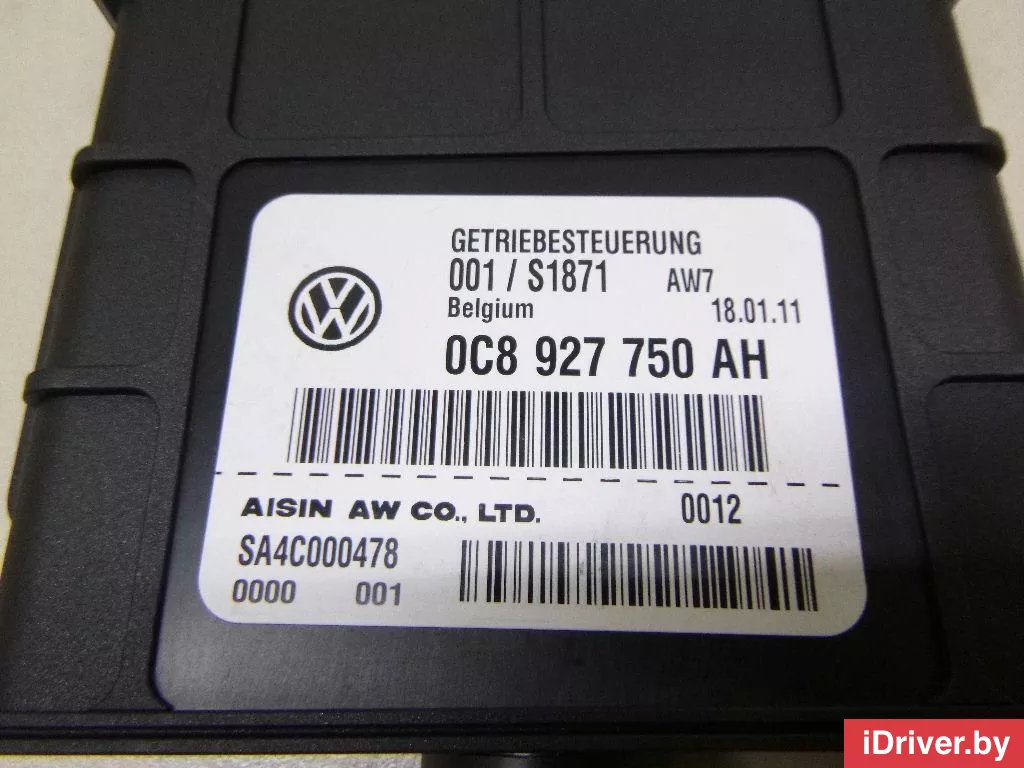 GETRIEBESTEUERUNG
001 / S1871 AW7
Belgium 18.01.11
0C8 927 750 AH
AISIN AW CO., LTD. 0012
SA4C000478
0000 001
iDriver.by